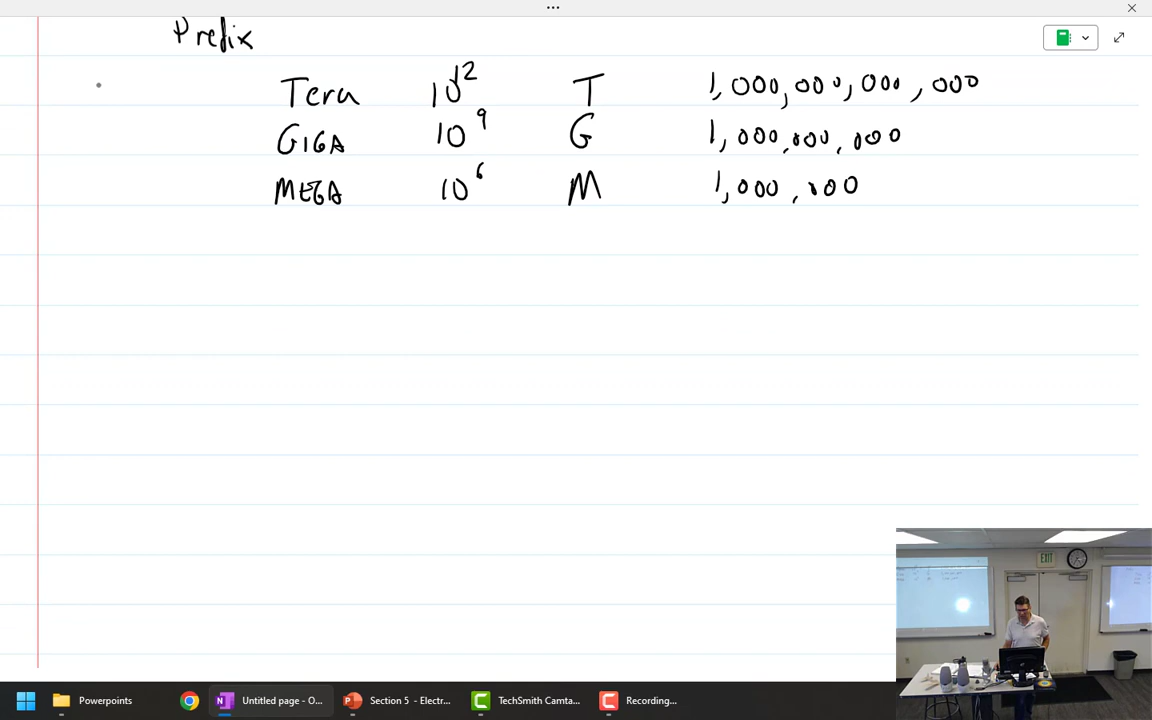 Prefix
Tera 10^12 T 1,000,000,000,000
GIGA 10^9 G 1,000,000,000
MEGA 10^6 M 1,000,000
EXIT
Powerpoints
Untitled page - O...
Section 5 - Electr...
TechSmith Camta...
Recording...